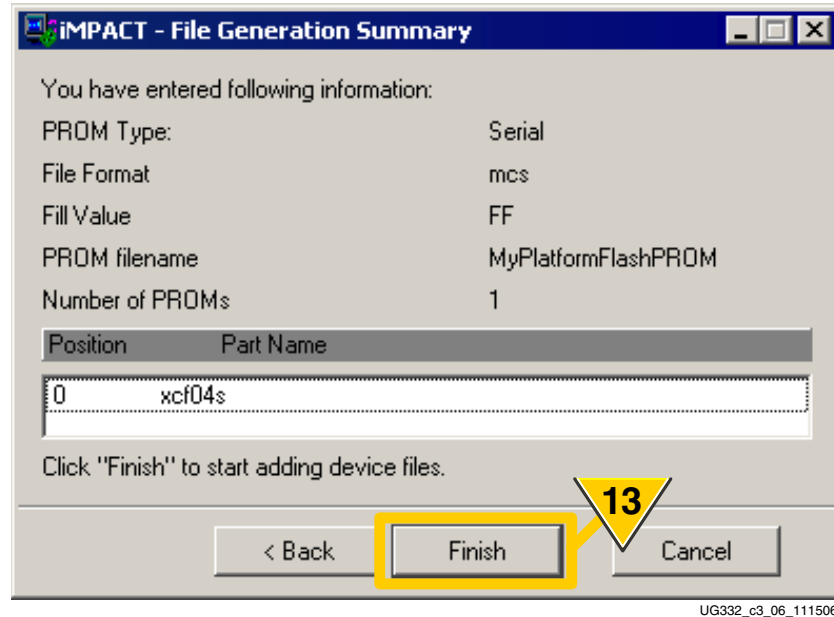 iMPACT - File Generation Summary
You have entered following information:
PROM Type: Serial
File Format mcs
Fill Value FF
PROM filename MyPlatformFlashPROM
Number of PROMs 1
Position Part Name
0 xcf04s
Click "Finish" to start adding device files.
13
< Back Finish Cancel
UG332_c3_06_111506